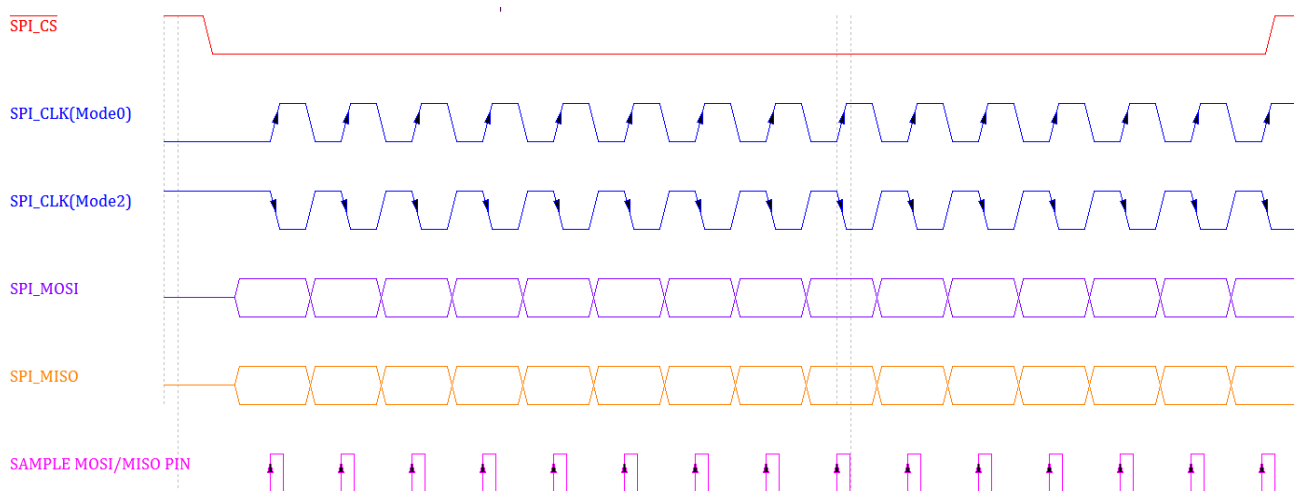 SPI_CS
SPI_CLK(Mode0)
SPI_CLK(Mode2)
SPI_MOSI
SPI_MISO
SAMPLE MOSI/MISO PIN